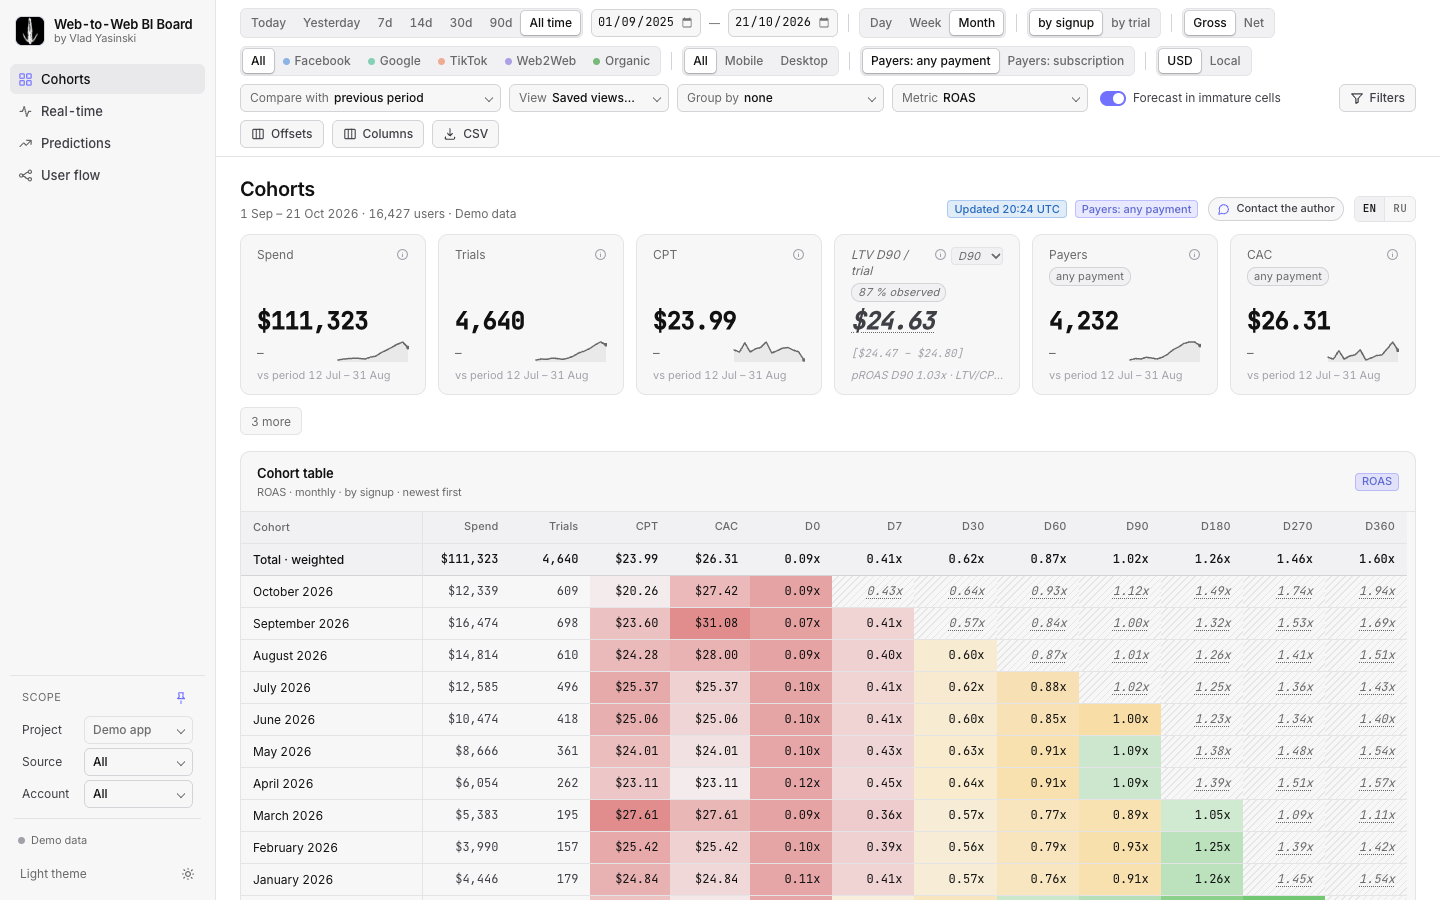 Web-to-Web BI Board
by Vlad Yasinski
Cohorts
Real-time
Predictions
User flow
SCOPE
Project Demo app
Source All
Account All
Demo data
Light theme
Today Yesterday 7d 14d 30d 90d All time 01/09/2025 — 21/10/2026 Day Week Month by signup by trial Gross Net
All Facebook Google TikTok Web2Web Organic All Mobile Desktop Payers: any payment Payers: subscription USD Local
Compare with previous period View Saved views... Group by none Metric ROAS Forecast in immature cells Filters
Offsets Columns CSV
Cohorts
1 Sep – 21 Oct 2026 · 16,427 users · Demo data
Updated 20:24 UTC Payers: any payment Contact the author EN RU
Spend
$111,323
–
vs period 12 Jul – 31 Aug
Trials
4,640
–
vs period 12 Jul – 31 Aug
CPT
$23.99
–
vs period 12 Jul – 31 Aug
LTV D90 / trial D90
87 % observed
$24.63
[$24.47 – $24.80]
pROAS D90 1.03x · LTV/CP...
Payers
any payment
4,232
–
vs period 12 Jul – 31 Aug
CAC
any payment
$26.31
–
vs period 12 Jul – 31 Aug
3 more
Cohort table
ROAS · monthly · by signup · newest first
ROAS
Cohort Spend Trials CPT CAC D0 D7 D30 D60 D90 D180 D270 D360
Total · weighted $111,323 4,640 $23.99 $26.31 0.09x 0.41x 0.62x 0.87x 1.02x 1.26x 1.46x 1.60x
October 2026 $12,339 609 $20.26 $27.42 0.09x 0.43x 0.64x 0.93x 1.12x 1.49x 1.74x 1.94x
September 2026 $16,474 698 $23.60 $31.08 0.07x 0.41x 0.57x 0.84x 1.00x 1.32x 1.53x 1.69x
August 2026 $14,814 610 $24.28 $28.00 0.09x 0.40x 0.60x 0.87x 1.01x 1.26x 1.41x 1.51x
July 2026 $12,585 496 $25.37 $25.37 0.10x 0.41x 0.62x 0.88x 1.02x 1.25x 1.36x 1.43x
June 2026 $10,474 418 $25.06 $25.06 0.10x 0.41x 0.60x 0.85x 1.00x 1.23x 1.34x 1.40x
May 2026 $8,666 361 $24.01 $24.01 0.10x 0.43x 0.63x 0.91x 1.09x 1.38x 1.48x 1.54x
April 2026 $6,054 262 $23.11 $23.11 0.12x 0.45x 0.64x 0.91x 1.09x 1.39x 1.51x 1.57x
March 2026 $5,383 195 $27.61 $27.61 0.09x 0.36x 0.57x 0.77x 0.89x 1.05x 1.09x 1.11x
February 2026 $3,990 157 $25.42 $25.42 0.10x 0.39x 0.56x 0.79x 0.93x 1.25x 1.39x 1.42x
January 2026 $4,446 179 $24.84 $24.84 0.11x 0.41x 0.57x 0.76x 0.91x 1.26x 1.45x 1.54x